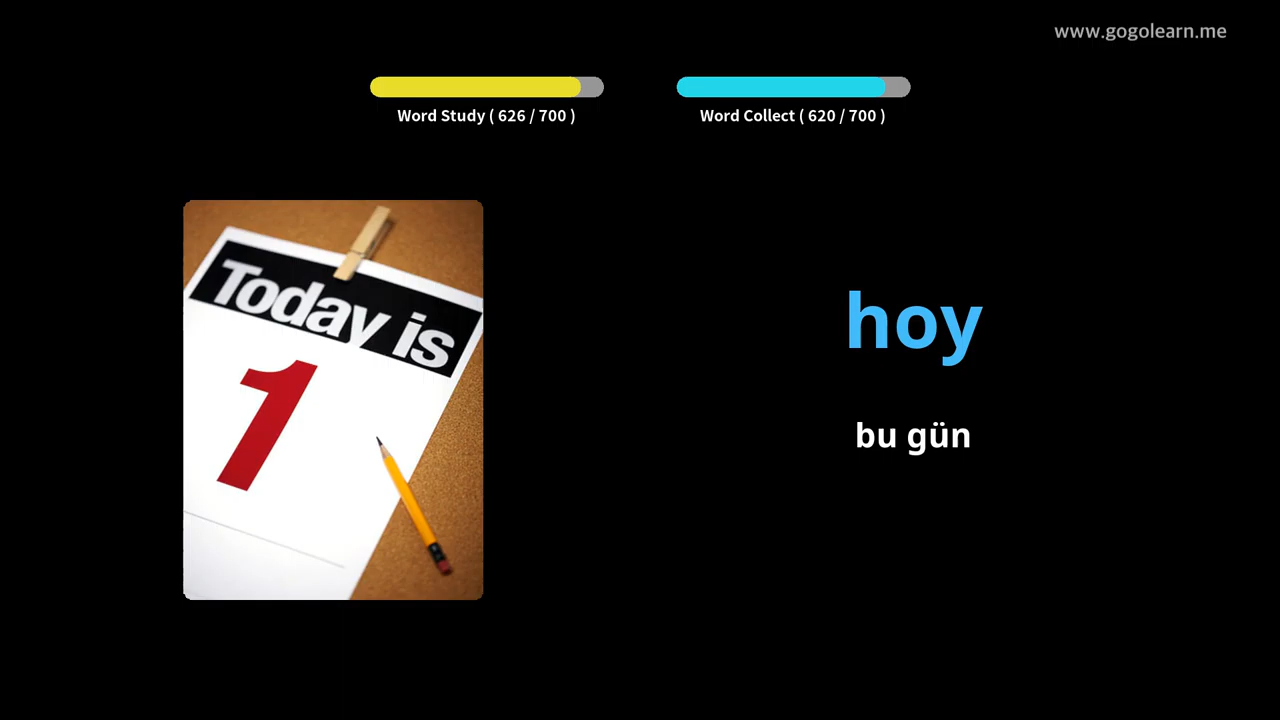 www.gogolearn.me
Word Study ( 626 / 700 )
Word Collect ( 620 / 700 )
Today is
1
hoy
bu gün